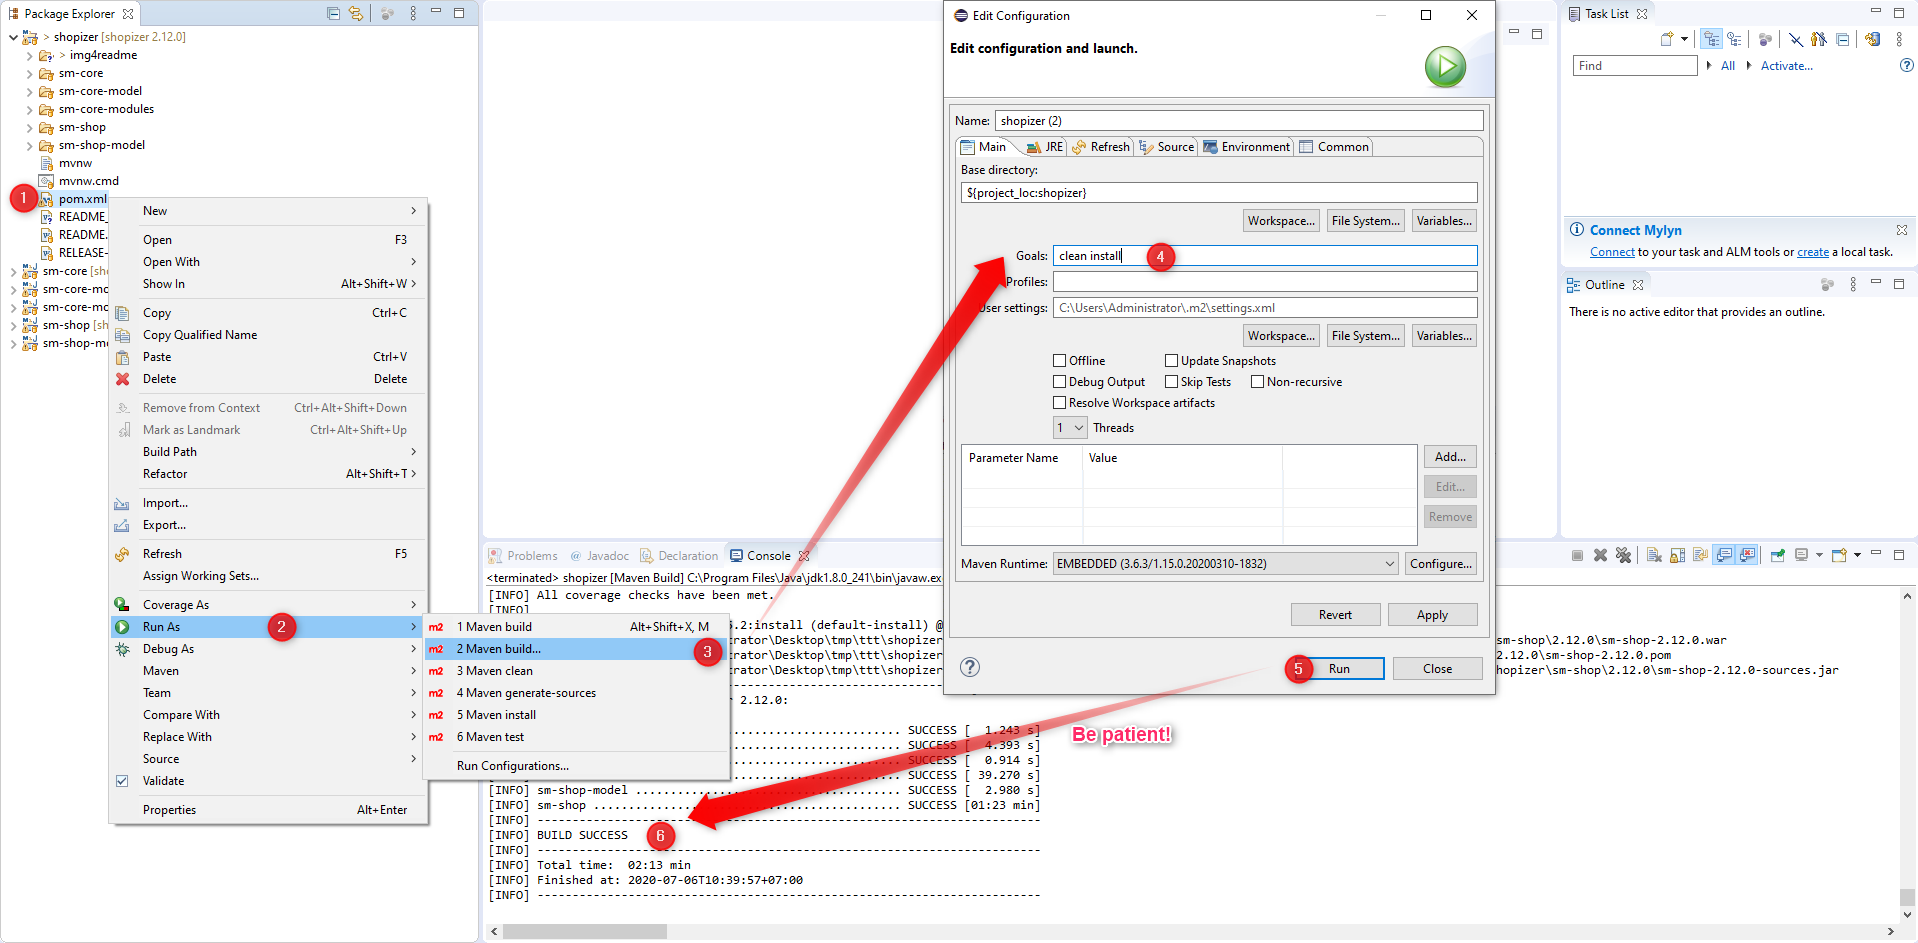 Package Explorer
> shopizer [shopizer 2.12.0]
> img4readme
sm-core
sm-core-model
sm-core-modules
sm-shop
sm-shop-model
mvnw
mvnw.cmd
1
pom.xml
README_
README.
RELEASE-
sm-core [sho
sm-core-mo
sm-core-mo
sm-shop [sh
sm-shop-mo
New
Open F3
Open With
Show In Alt+Shift+W
Copy Ctrl+C
Copy Qualified Name
Paste Ctrl+V
Delete Delete
Remove from Context Ctrl+Alt+Shift+Down
Mark as Landmark Ctrl+Alt+Shift+Up
Build Path
Refactor Alt+Shift+T
Import...
Export...
Refresh F5
Assign Working Sets...
Coverage As
Run As 2
Debug As
Maven
Team
Compare With
Replace With
Source
Validate
Properties Alt+Enter
m2 1 Maven build Alt+Shift+X, M
m2 2 Maven build... 3
m2 3 Maven clean
m2 4 Maven generate-sources
m2 5 Maven install
m2 6 Maven test
Run Configurations...
Edit Configuration
Edit configuration and launch.
Name: shopizer (2)
Main JRE Refresh Source Environment Common
Base directory:
${project_loc:shopizer}
Workspace... File System... Variables...
Goals: clean install 4
Profiles:
User settings: C:\Users\Administrator\.m2\settings.xml
Workspace... File System... Variables...
Offline Update Snapshots
Debug Output Skip Tests Non-recursive
Resolve Workspace artifacts
1 Threads
Parameter Name Value
Add...
Edit...
Remove
Maven Runtime: EMBEDDED (3.6.3/1.15.0.20200310-1832) Configure...
Revert Apply
5 Run Close
Problems Javadoc Declaration Console
<terminated> shopizer [Maven Build] C:\Program Files\Java\jdk1.8.0_241\bin\javaw.ex
[INFO] All coverage checks have been met.
[INFO]
5.2:install (default-install) @
rator\Desktop\tmp\ttt\shopizer sm-shop\2.12.0\sm-shop-2.12.0.war
rator\Desktop\tmp\ttt\shopizer 2.12.0\sm-shop-2.12.0.pom
rator\Desktop\tmp\ttt\shopizer hopizer\sm-shop\2.12.0\sm-shop-2.12.0-sources.jar
2.12.0:
SUCCESS [ 1.243 s]
SUCCESS [ 4.393 s]
SUCCESS [ 0.914 s]
SUCCESS [ 39.270 s]
[INFO] sm-shop-model ................................... SUCCESS [ 2.980 s]
[INFO] sm-shop ......................................... SUCCESS [01:23 min]
[INFO] ------------------------------------------------------------------
[INFO] BUILD SUCCESS 6
[INFO] ------------------------------------------------------------------
[INFO] Total time: 02:13 min
[INFO] Finished at: 2020-07-06T10:39:57+07:00
[INFO] ------------------------------------------------------------------
Be patient!
Task List
Find All Activate...
Connect Mylyn
Connect to your task and ALM tools or create a local task.
Outline
There is no active editor that provides an outline.